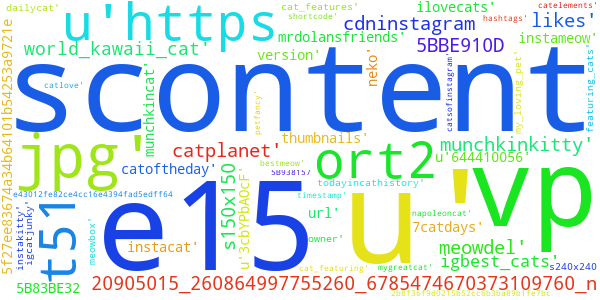 dailycat'
cat_features'
shortcode'
ilovecats'
catelements'
u'https
hashtags'
cdninstagram
likes'
mrdolansfriends'
world_kawaii_cat'
5BBE910D
instameow'
version'
scontent
catlove'
munchkincat'
neko'
catsofinstagram'
my_loving_pet'
featuring_cats'
5f27ee83674a34b64101b54253a9721e
petfancy'
thumbnails'
munchkinkitty'
jpg'
catplanet'
ort2
u'644410056'
vp
bestmeow'
catoftheday'
5B938157
e43012fe82ce4cc16e4394fad5edff64
todayincathistory'
e15
u'
s150x150
u'3cbYPbAOcF'
timestamp'
t51
instakitty'
igcatjunky'
meowbox'
url'
napoleoncat'
owner'
7catdays'
instacat'
meowdel'
cat_featuring'
igbest_cats'
mygreatcat'
s240x240
5B83BE32
20905015_260864997755260_6785474670373109760_n